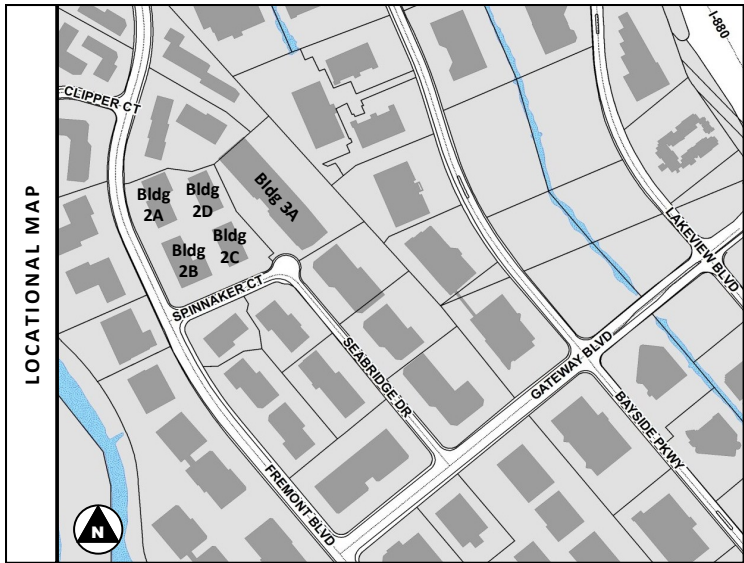 LOCATIONAL MAP
I-880
CLIPPER CT
Bldg
2A
Bldg
2D
Bldg 3A
Bldg
2B
Bldg
2C
SPINNAKER CT
LAKEVIEW BLVD
SEABRIDGE DR
GATEWAY BLVD
BAYSIDE PKWY
FREMONT BLVD
N